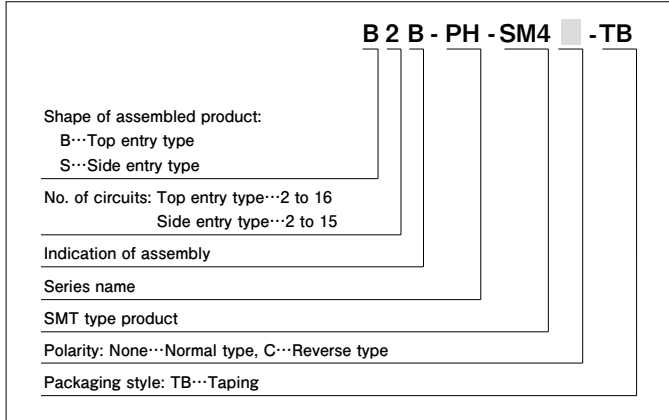 B 2 B - PH - SM4 - TB
Shape of assembled product:
B…Top entry type
S…Side entry type
No. of circuits: Top entry type…2 to 16
Side entry type…2 to 15
Indication of assembly
Series name
SMT type product
Polarity: None…Normal type, C…Reverse type
Packaging style: TB…Taping